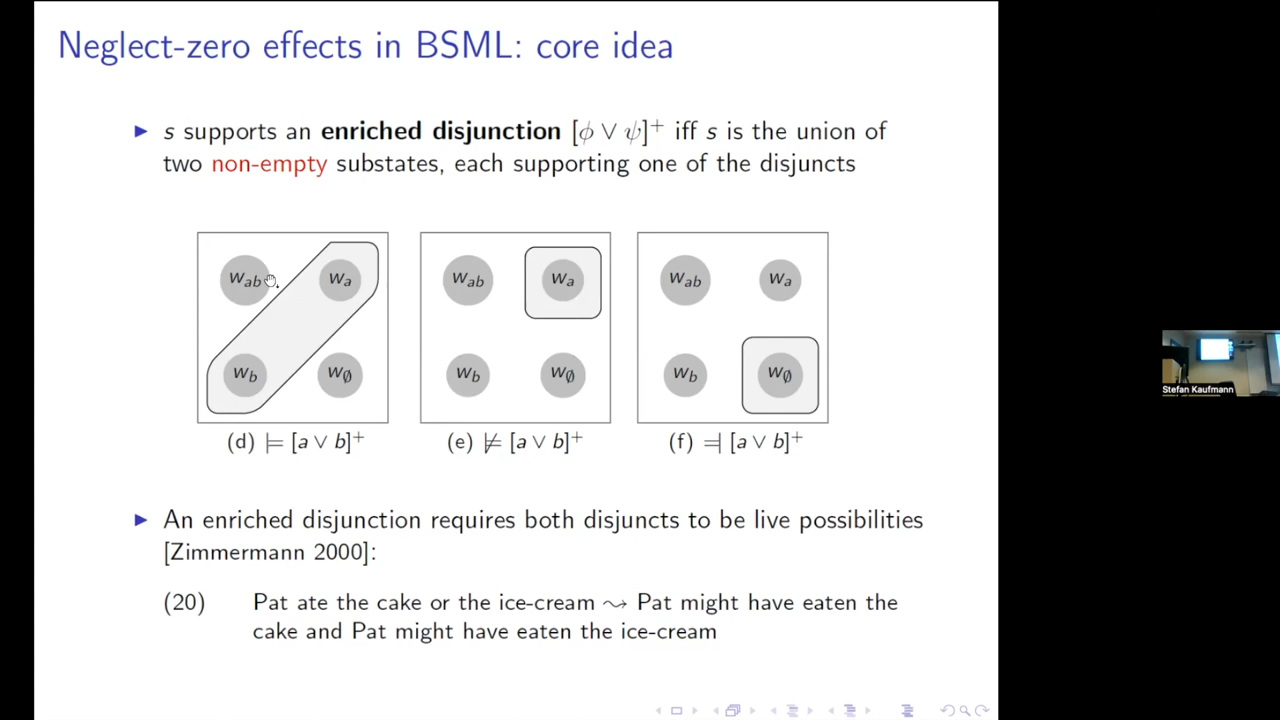 Neglect-zero effects in BSML: core idea
▶ s supports an enriched disjunction [ϕ ∨ ψ]⁺ iff s is the union of
two non-empty substates, each supporting one of the disjuncts
w_ab w_a w_ab w_a w_ab w_a
w_b w_∅ w_b w_∅ w_b w_∅
(d) ⊨ [a ∨ b]⁺ (e) ⊭ [a ∨ b]⁺ (f) ⫤ [a ∨ b]⁺
▶ An enriched disjunction requires both disjuncts to be live possibilities
[Zimmermann 2000]:
(20) Pat ate the cake or the ice-cream ⇝ Pat might have eaten the
cake and Pat might have eaten the ice-cream
Stefan Kaufmann